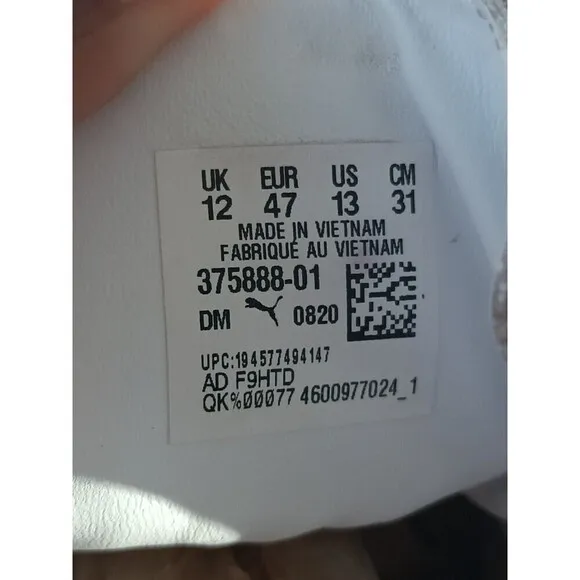 UK EUR US CM
12 47 13 31
MADE IN VIETNAM
FABRIQUÉ AU VIETNAM
375888-01
DM 0820
UPC:194577494147
AD F9HTD
QK%00077 4600977024_1